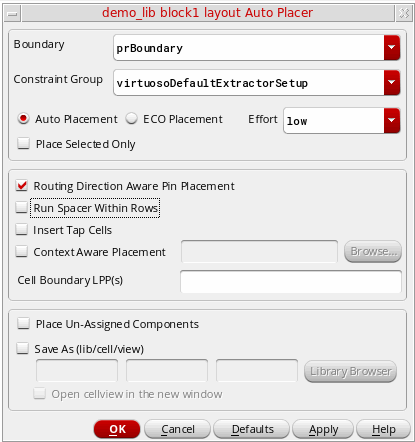 demo_lib block1 layout Auto Placer
Boundary prBoundary
Constraint Group virtuosoDefaultExtractorSetup
Auto Placement ECO Placement Effort low
Place Selected Only
Routing Direction Aware Pin Placement
Run Spacer Within Rows
Insert Tap Cells
Context Aware Placement Browse...
Cell Boundary LPP(s)
Place Un-Assigned Components
Save As (lib/cell/view)
Library Browser
Open cellview in the new window
OK Cancel Defaults Apply Help